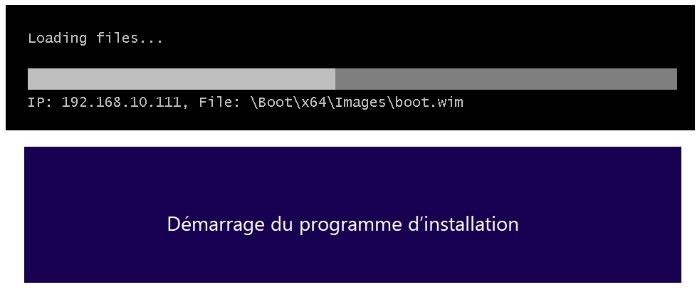 Loading files...
IP: 192.168.10.111, File: \Boot\x64\Images\boot.wim
Démarrage du programme d'installation